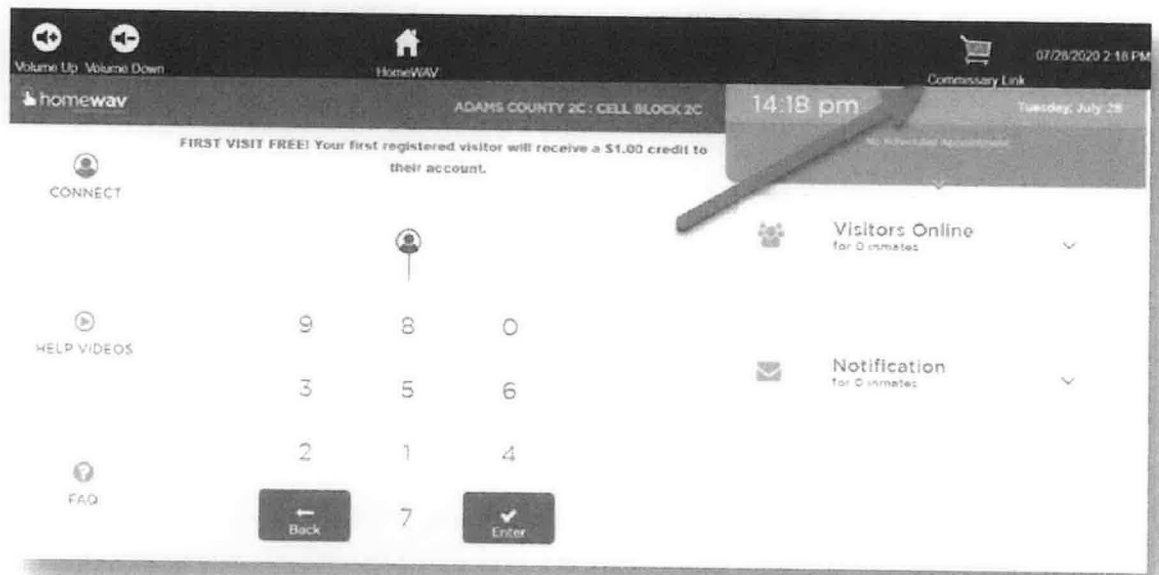 Volume Up Volume Down
HomeWAV
Commissary Link
07/28/2020 2:18 PM
homewav
ADAMS COUNTY 2C : CELL BLOCK 2C
14:18 pm
Tuesday, July 28
No Scheduled Appointment
FIRST VISIT FREE! Your first registered visitor will receive a $1.00 credit to
their account.
CONNECT
HELP VIDEOS
FAQ
9 8 0
3 5 6
2 1 4
Back 7 Enter
Visitors Online
for 0 inmates
Notification
for 0 inmates